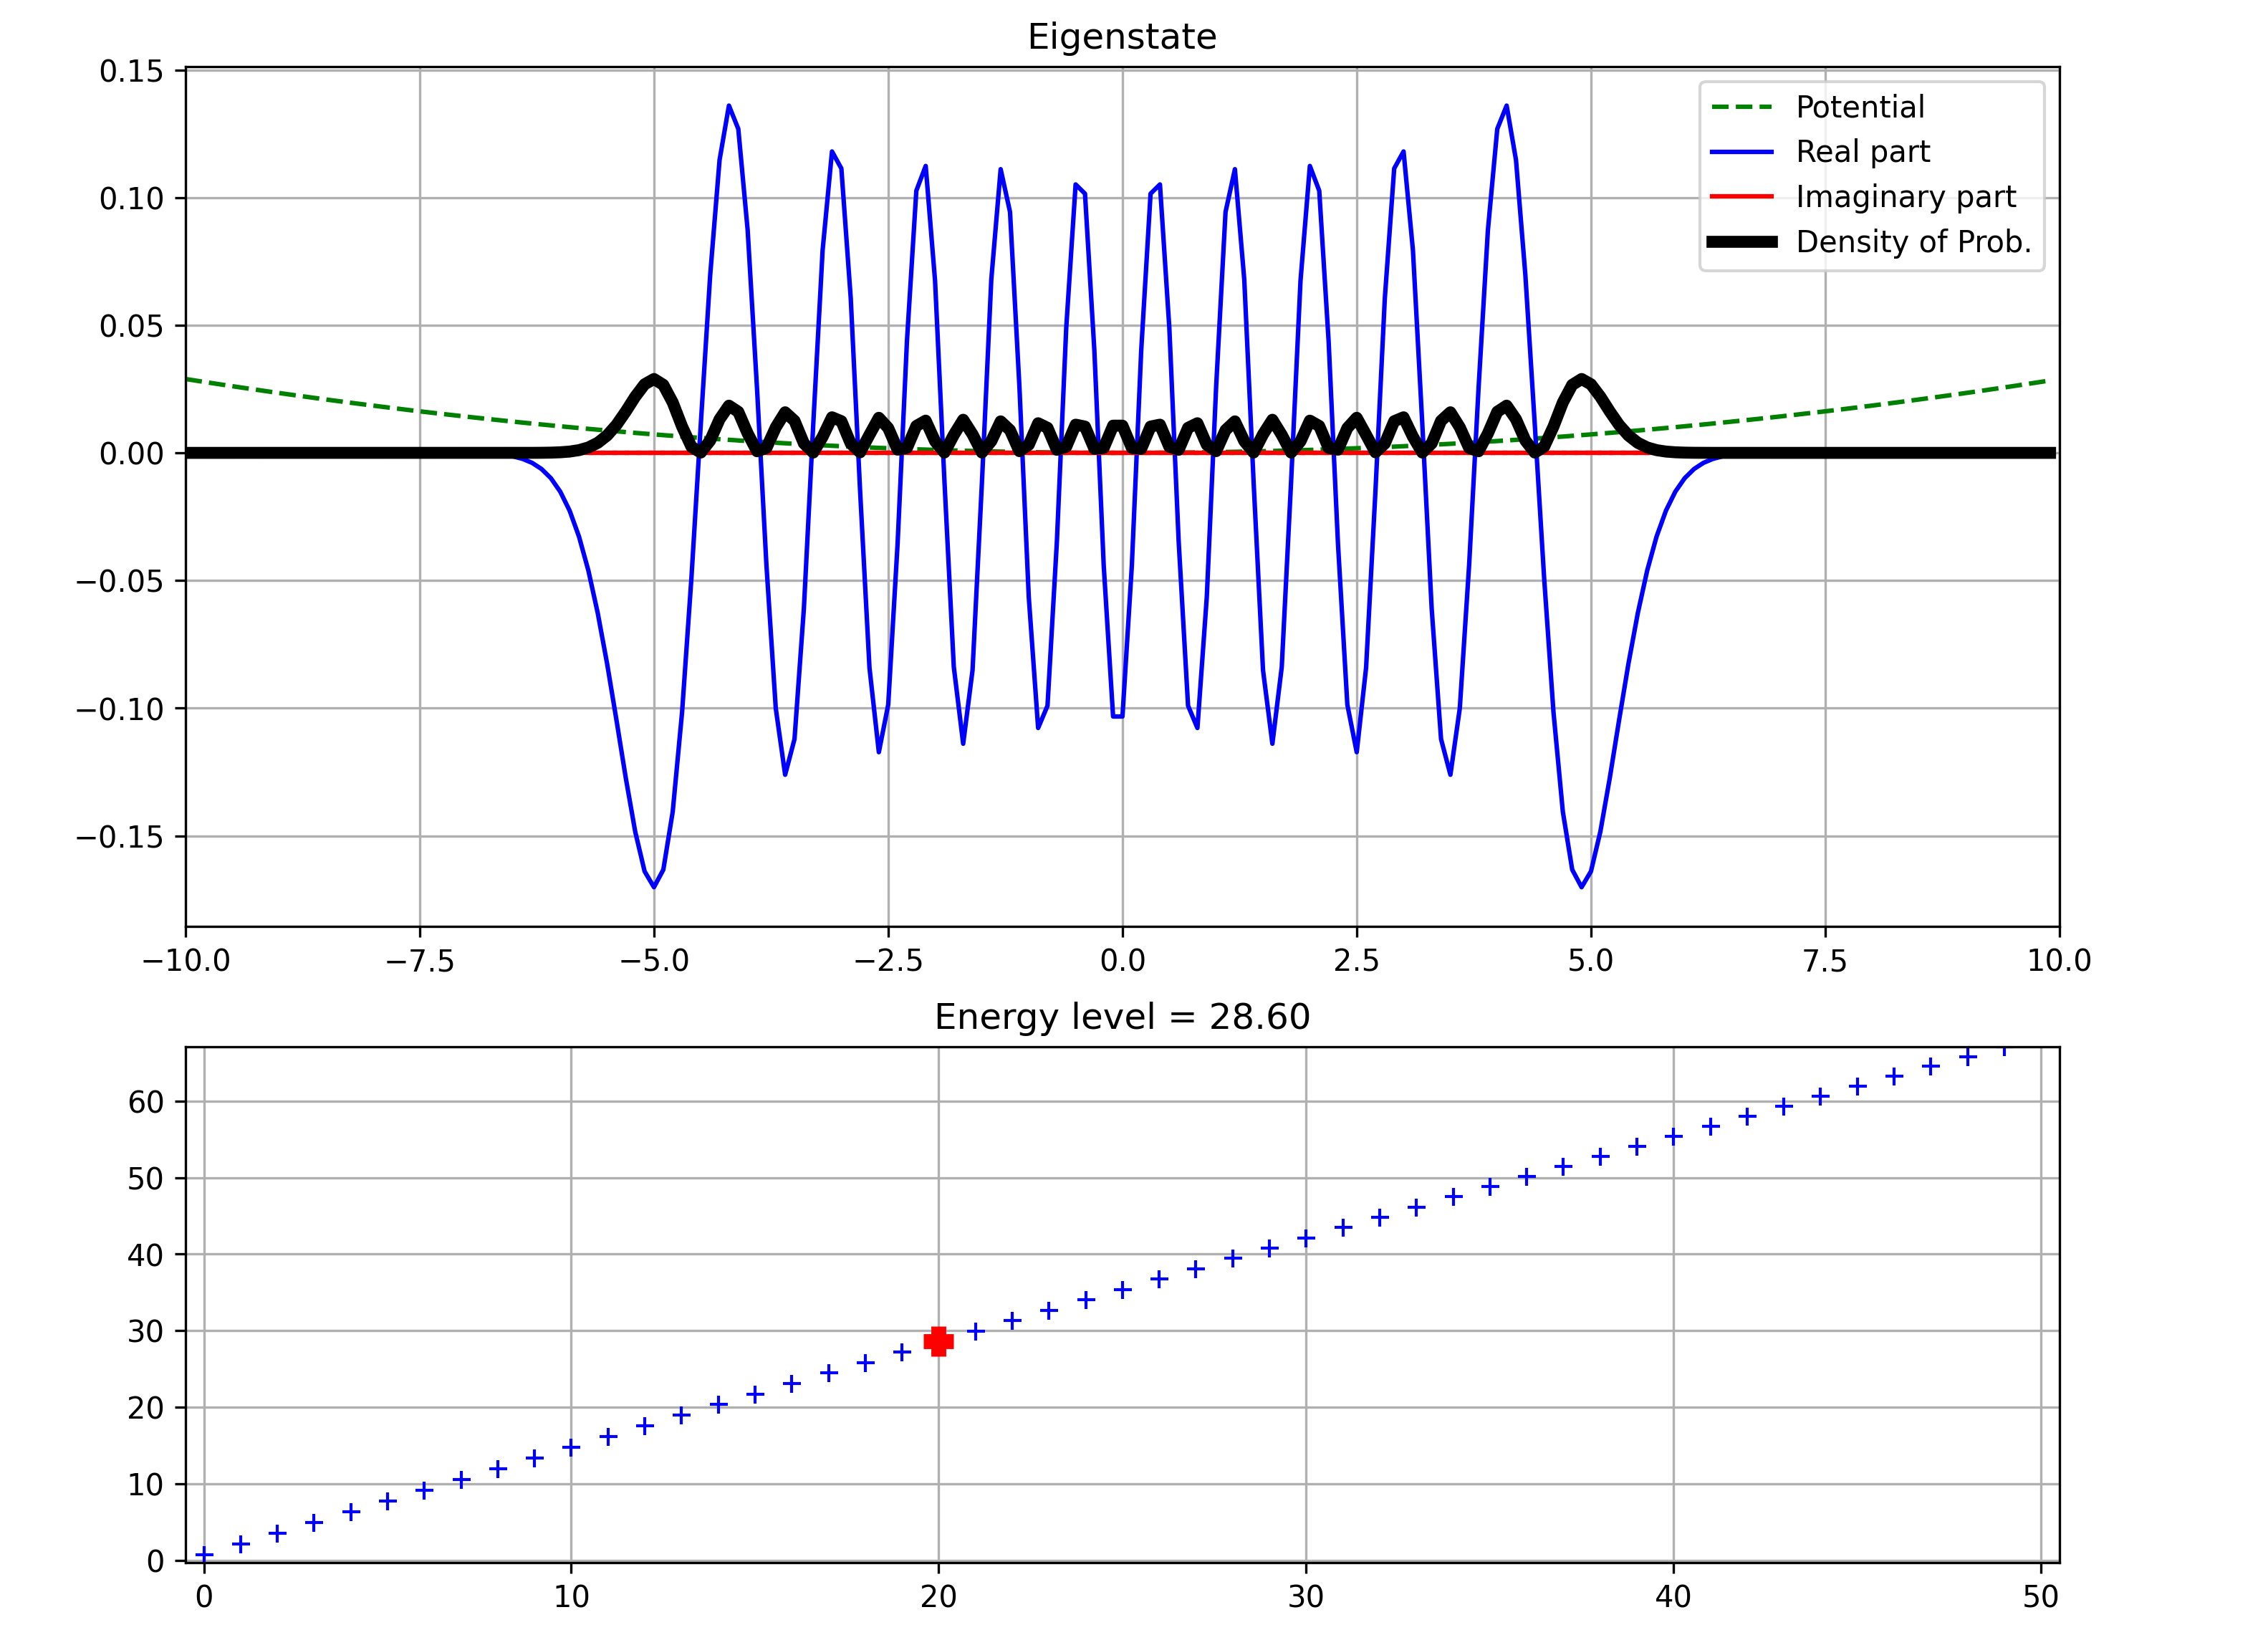 Eigenstate
0.15
0.10
0.05
0.00
−0.05
−0.10
−0.15
Potential
Real part
Imaginary part
Density of Prob.
−10.0 −7.5 −5.0 −2.5 0.0 2.5 5.0 7.5 10.0
Energy level = 28.60
60
50
40
30
20
10
0
0 10 20 30 40 50